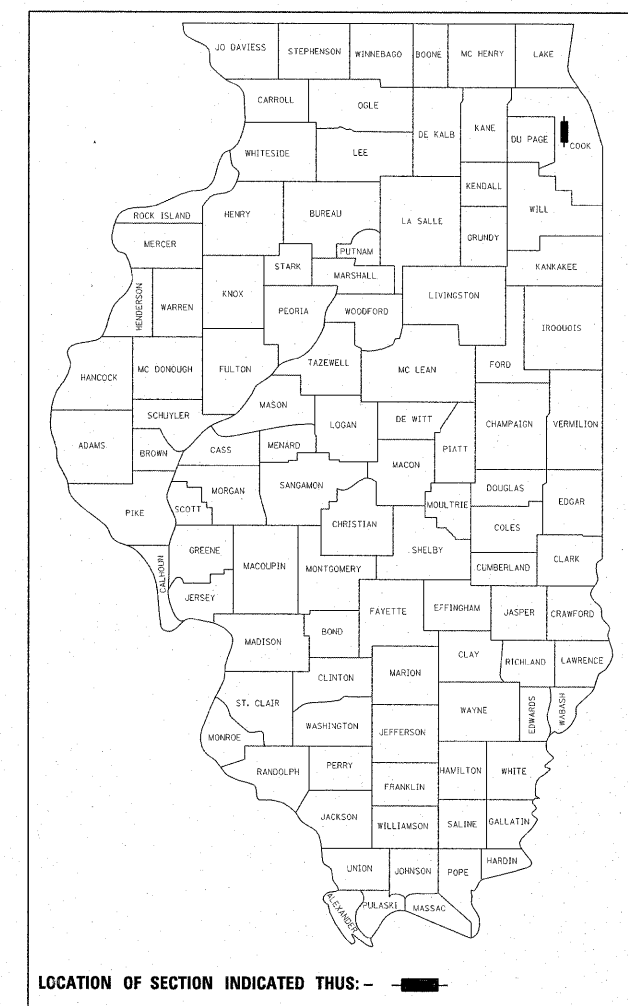 JO DAVIESS
STEPHENSON
WINNEBAGO
BOONE
MC HENRY
LAKE
CARROLL
OGLE
DE KALB
KANE
DU PAGE
COOK
WHITESIDE
LEE
KENDALL
WILL
ROCK ISLAND
HENRY
BUREAU
LA SALLE
GRUNDY
MERCER
PUTNAM
STARK
MARSHALL
KANKAKEE
HENDERSON
WARREN
KNOX
PEORIA
WOODFORD
LIVINGSTON
IROQUOIS
HANCOCK
MC DONOUGH
FULTON
TAZEWELL
MC LEAN
FORD
SCHUYLER
MASON
LOGAN
DE WITT
CHAMPAIGN
VERMILION
ADAMS
BROWN
CASS
MENARD
PIATT
MACON
PIKE
SCOTT
MORGAN
SANGAMON
CHRISTIAN
MOULTRIE
DOUGLAS
EDGAR
COLES
CALHOUN
GREENE
MACOUPIN
MONTGOMERY
SHELBY
CUMBERLAND
CLARK
JERSEY
FAYETTE
EFFINGHAM
JASPER
CRAWFORD
MADISON
BOND
CLAY
RICHLAND
LAWRENCE
CLINTON
MARION
ST. CLAIR
WAYNE
EDWARDS
WABASH
WASHINGTON
JEFFERSON
MONROE
RANDOLPH
PERRY
HAMILTON
WHITE
FRANKLIN
JACKSON
WILLIAMSON
SALINE
GALLATIN
UNION
JOHNSON
POPE
HARDIN
ALEXANDER
PULASKI
MASSAC
LOCATION OF SECTION INDICATED THUS: –